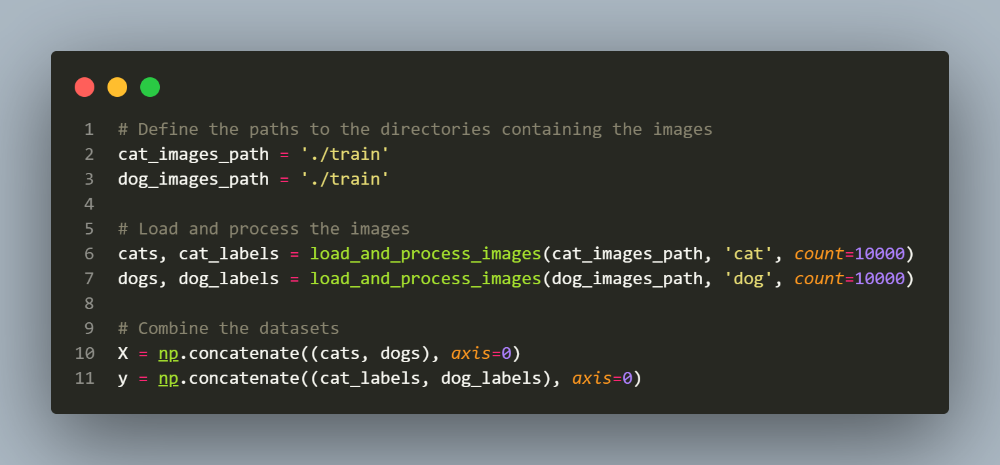 1 # Define the paths to the directories containing the images
2 cat_images_path = './train'
3 dog_images_path = './train'
4
5 # Load and process the images
6 cats, cat_labels = load_and_process_images(cat_images_path, 'cat', count=10000)
7 dogs, dog_labels = load_and_process_images(dog_images_path, 'dog', count=10000)
8
9 # Combine the datasets
10 X = np.concatenate((cats, dogs), axis=0)
11 y = np.concatenate((cat_labels, dog_labels), axis=0)